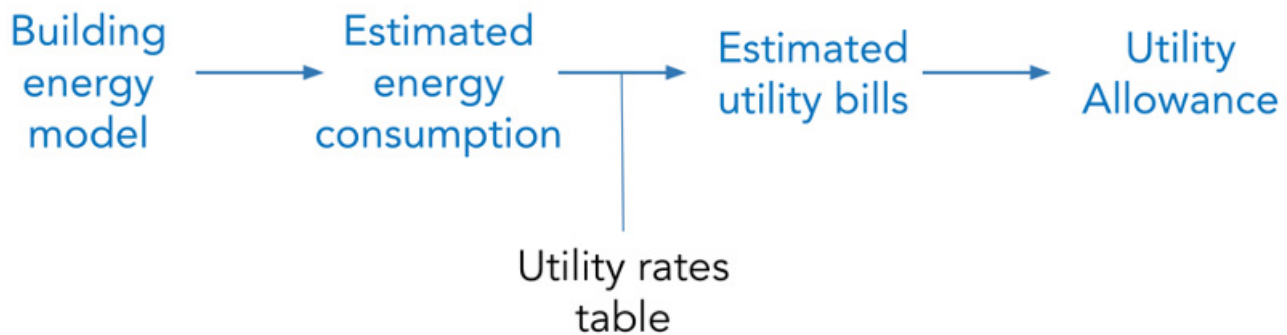 Building
energy
model
Estimated
energy
consumption
Estimated
utility bills
Utility
Allowance
Utility rates
table